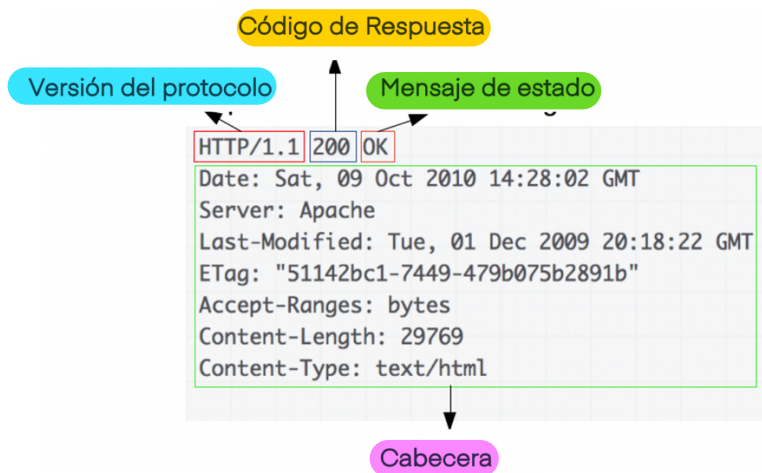 Código de Respuesta
Versión del protocolo
Mensaje de estado
HTTP/1.1 200 OK
Date: Sat, 09 Oct 2010 14:28:02 GMT
Server: Apache
Last-Modified: Tue, 01 Dec 2009 20:18:22 GMT
ETag: "51142bc1-7449-479b075b2891b"
Accept-Ranges: bytes
Content-Length: 29769
Content-Type: text/html
Cabecera